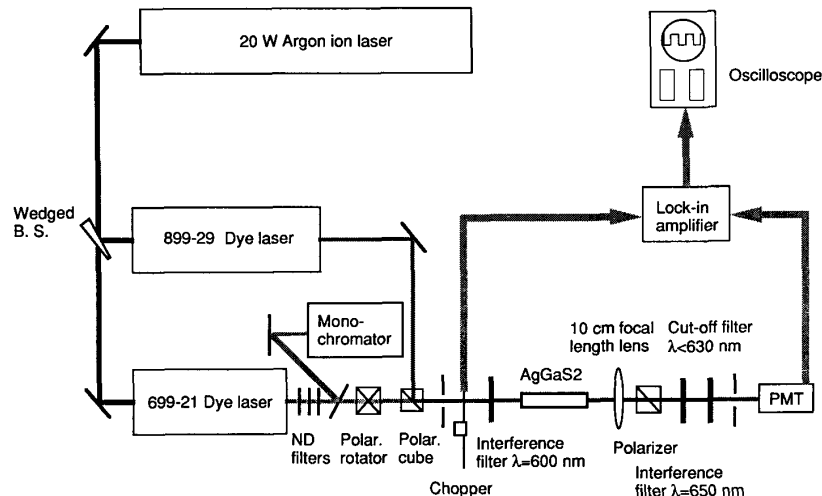 20 W Argon ion laser
Oscilloscope
Wedged
B. S.
899-29 Dye laser
Lock-in
amplifier
Mono-
chromator
10 cm focal
length lens
Cut-off filter
λ<630 nm
AgGaS2
699-21 Dye laser
PMT
ND
filters
Polar.
rotator
Polar.
cube
Interference
filter λ=600 nm
Polarizer
Interference
filter λ=650 nm
Chopper